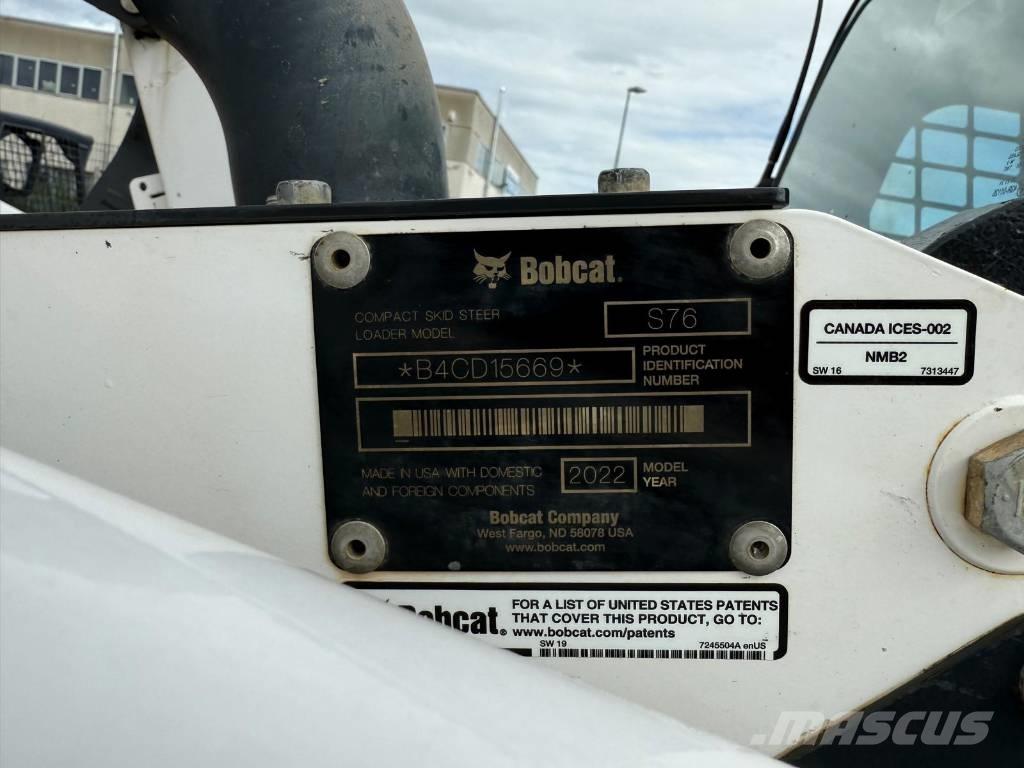 Bobcat.
COMPACT SKID STEER
LOADER MODEL
S76
*B4CD15669*
PRODUCT
IDENTIFICATION
NUMBER
MADE IN USA WITH DOMESTIC
AND FOREIGN COMPONENTS
2022
MODEL
YEAR
Bobcat Company
West Fargo, ND 58078 USA
www.bobcat.com
CANADA ICES-002
NMB2
SW 16 7313447
Bobcat.
FOR A LIST OF UNITED STATES PATENTS
THAT COVER THIS PRODUCT, GO TO:
www.bobcat.com/patents
SW 19 7245504A enUS
MASCUS